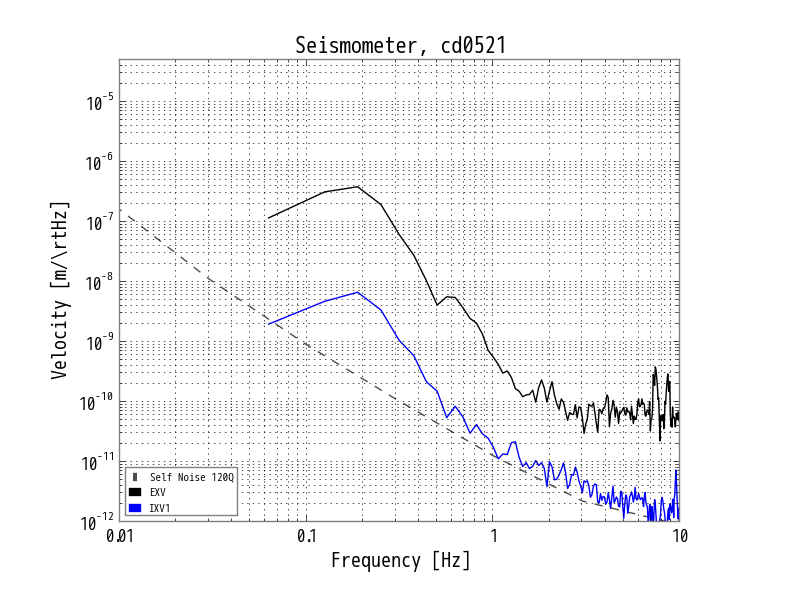 Seismometer, cd0521
Velocity [m/\rtHz]
10^-5
10^-6
10^-7
10^-8
10^-9
10^-10
10^-11
10^-12
Self Noise 120Q
EXV
IXV1
0.01 0.1 1 10
Frequency [Hz]